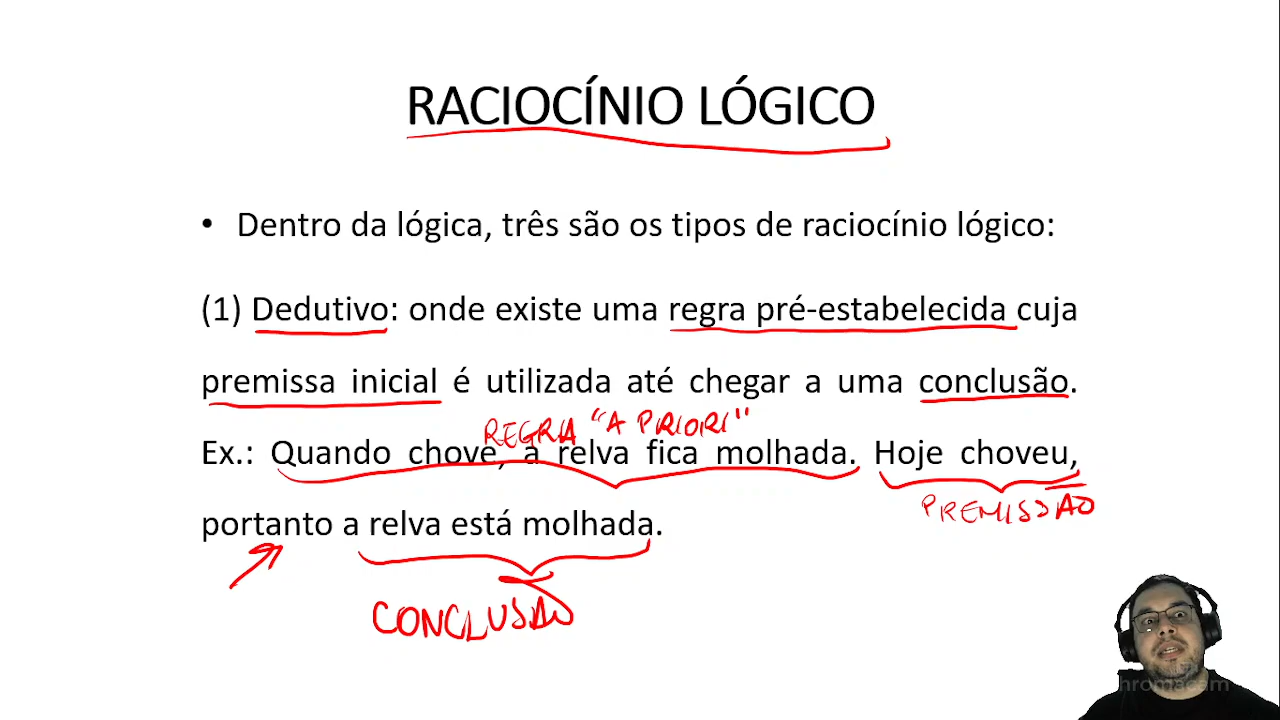 RACIOCÍNIO LÓGICO
• Dentro da lógica, três são os tipos de raciocínio lógico:
(1) Dedutivo: onde existe uma regra pré-estabelecida cuja
premissa inicial é utilizada até chegar a uma conclusão.
REGRA "A PRIORI"
Ex.: Quando chove, a relva fica molhada. Hoje choveu,
PREMISSÃO
portanto a relva está molhada.
CONCLUSÃO
hromacam